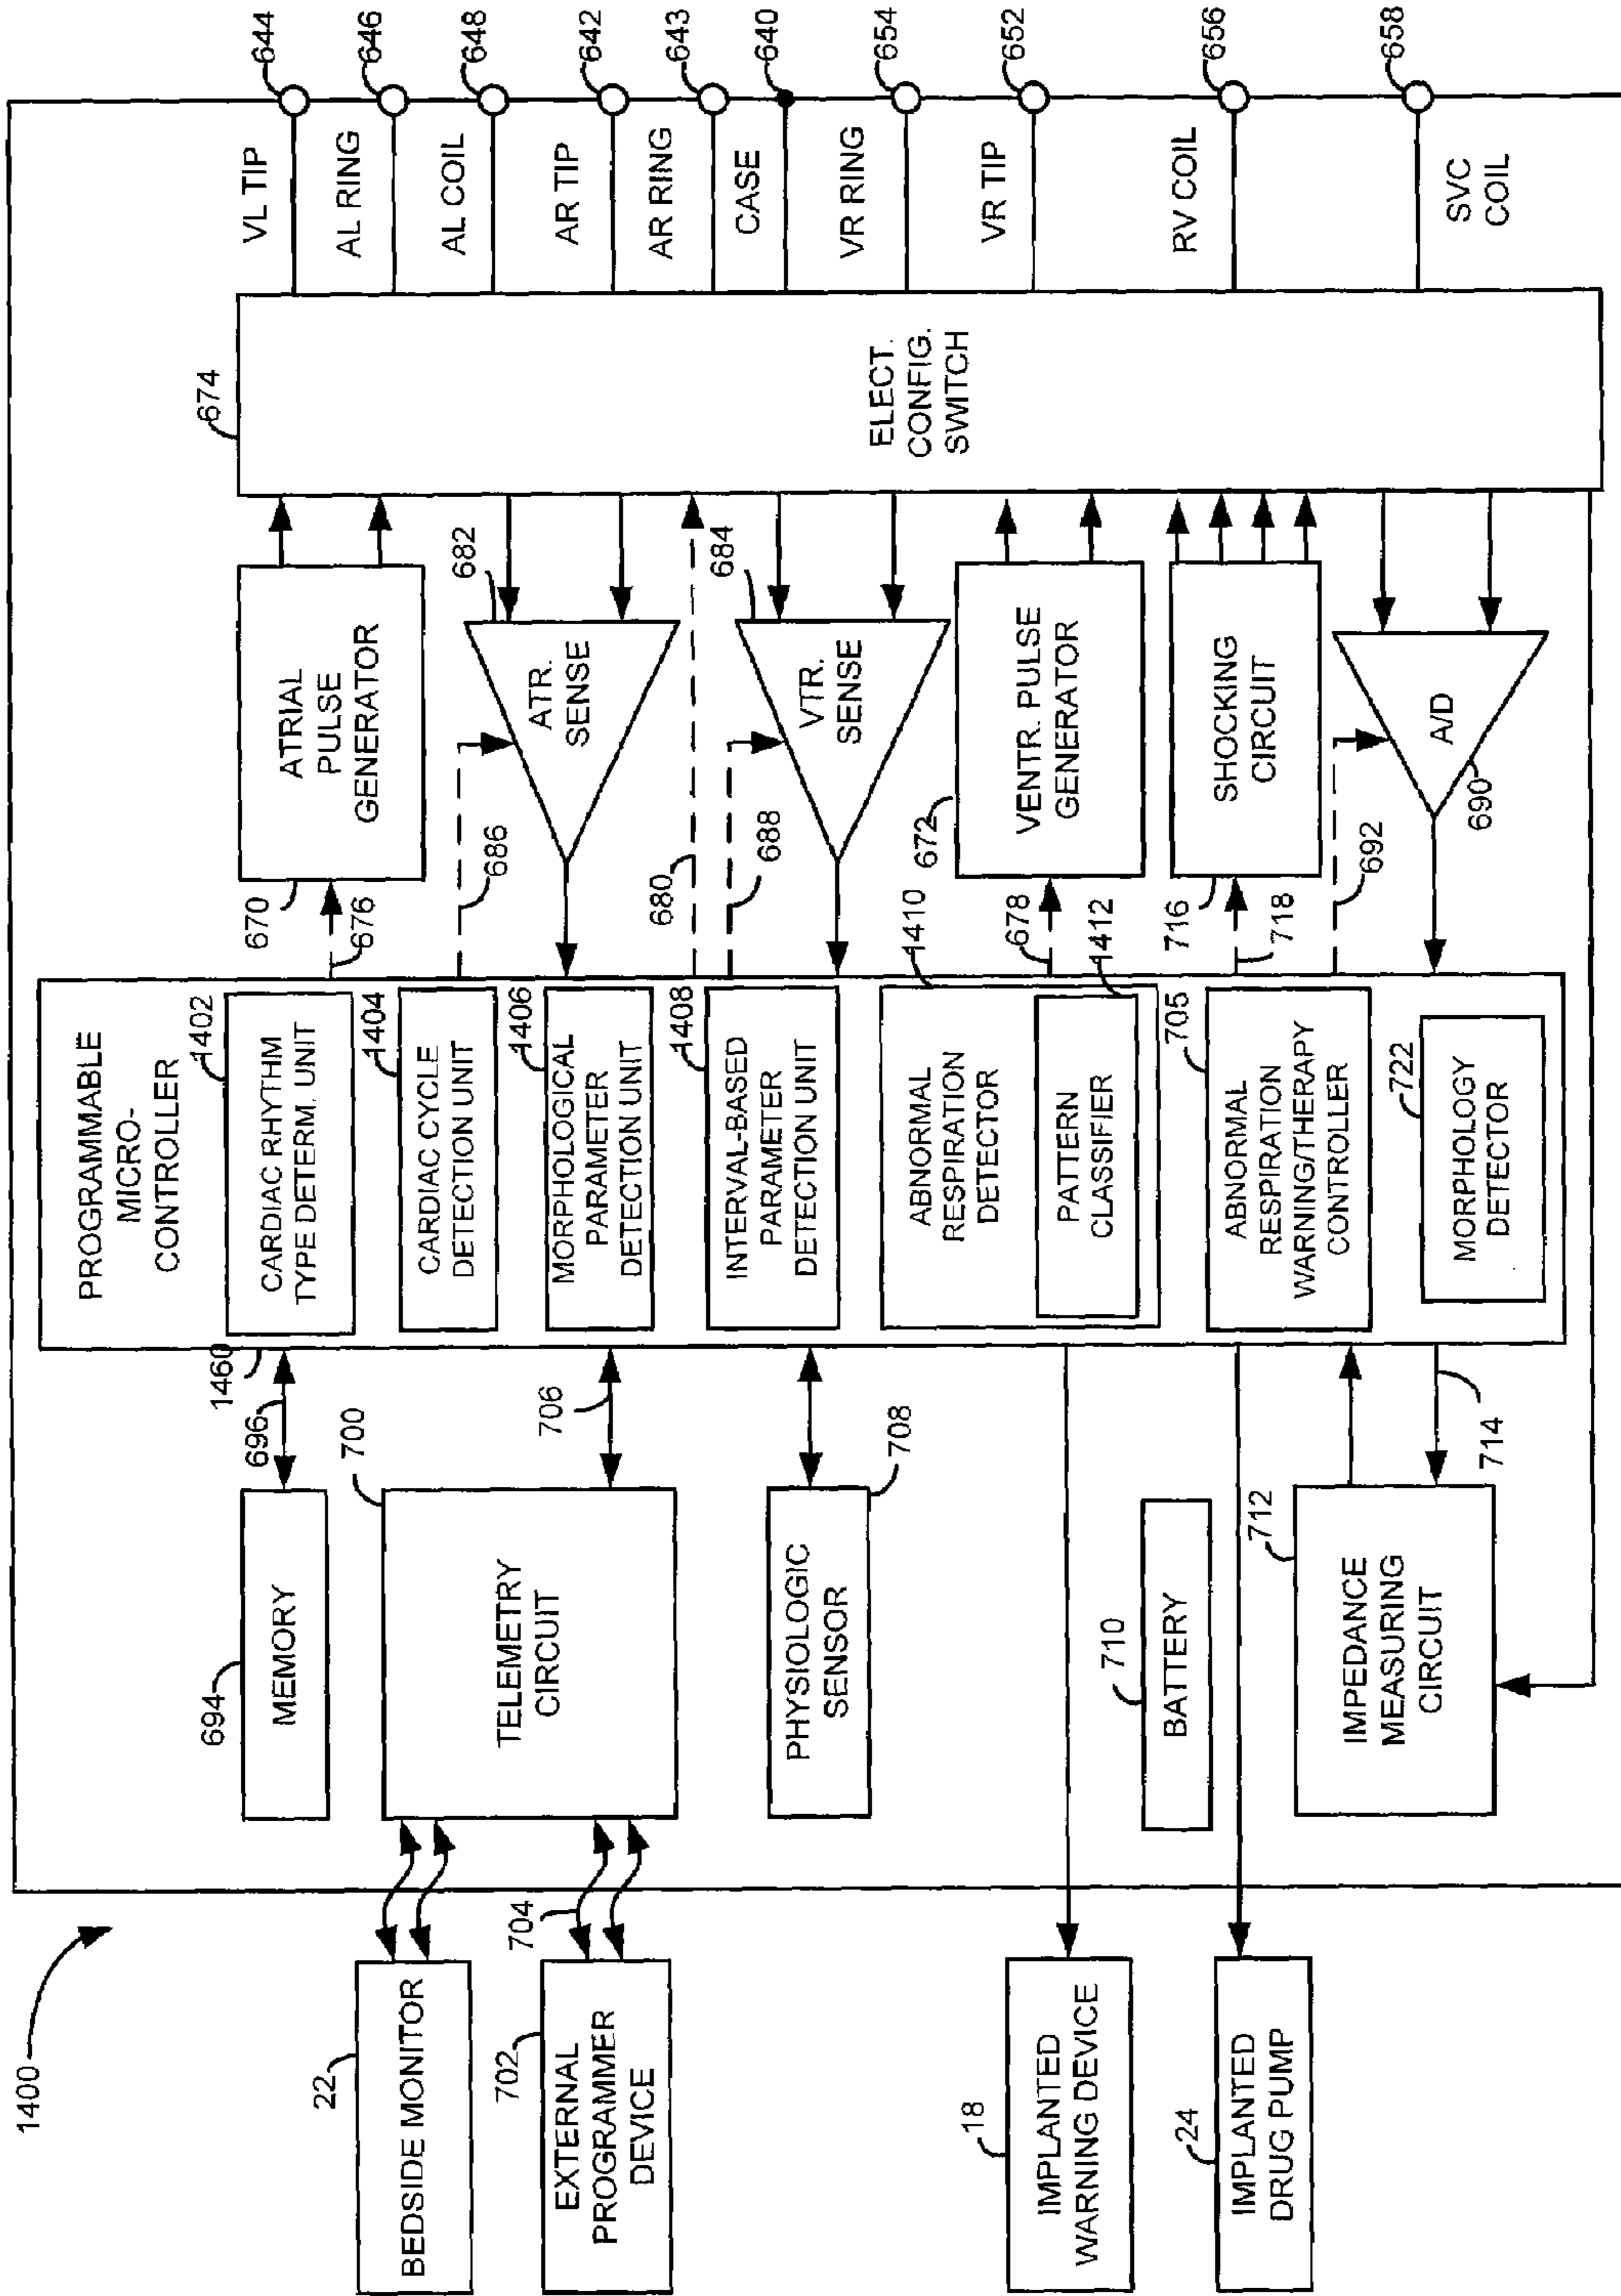 1400
22
BEDSIDE MONITOR
702
EXTERNAL
PROGRAMMER
DEVICE
704
18
IMPLANTED
WARNING DEVICE
24
IMPLANTED
DRUG PUMP
694
MEMORY
696
700
TELEMETRY
CIRCUIT
706
PHYSIOLOGIC
SENSOR
708
710
BATTERY
712
IMPEDANCE
MEASURING
CIRCUIT
714
1460
PROGRAMMABLE
MICRO-
CONTROLLER
1402
CARDIAC RHYTHM
TYPE DETERM. UNIT
1404
CARDIAC CYCLE
DETECTION UNIT
1406
MORPHOLOGICAL
PARAMETER
DETECTION UNIT
1408
INTERVAL-BASED
PARAMETER
DETECTION UNIT
1410
ABNORMAL
RESPIRATION
DETECTOR
1412
PATTERN
CLASSIFIER
705
ABNORMAL
RESPIRATION
WARNING/THERAPY
CONTROLLER
722
MORPHOLOGY
DETECTOR
670
676
ATRIAL
PULSE
GENERATOR
686
682
ATR.
SENSE
680
688
684
VTR.
SENSE
672
678
VENTR. PULSE
GENERATOR
716
718
SHOCKING
CIRCUIT
692
A/D
690
674
ELECT.
CONFIG.
SWITCH
VL TIP
644
AL RING
646
AL COIL
648
AR TIP
642
AR RING
643
CASE
640
VR RING
654
VR TIP
652
RV COIL
656
SVC
COIL
658